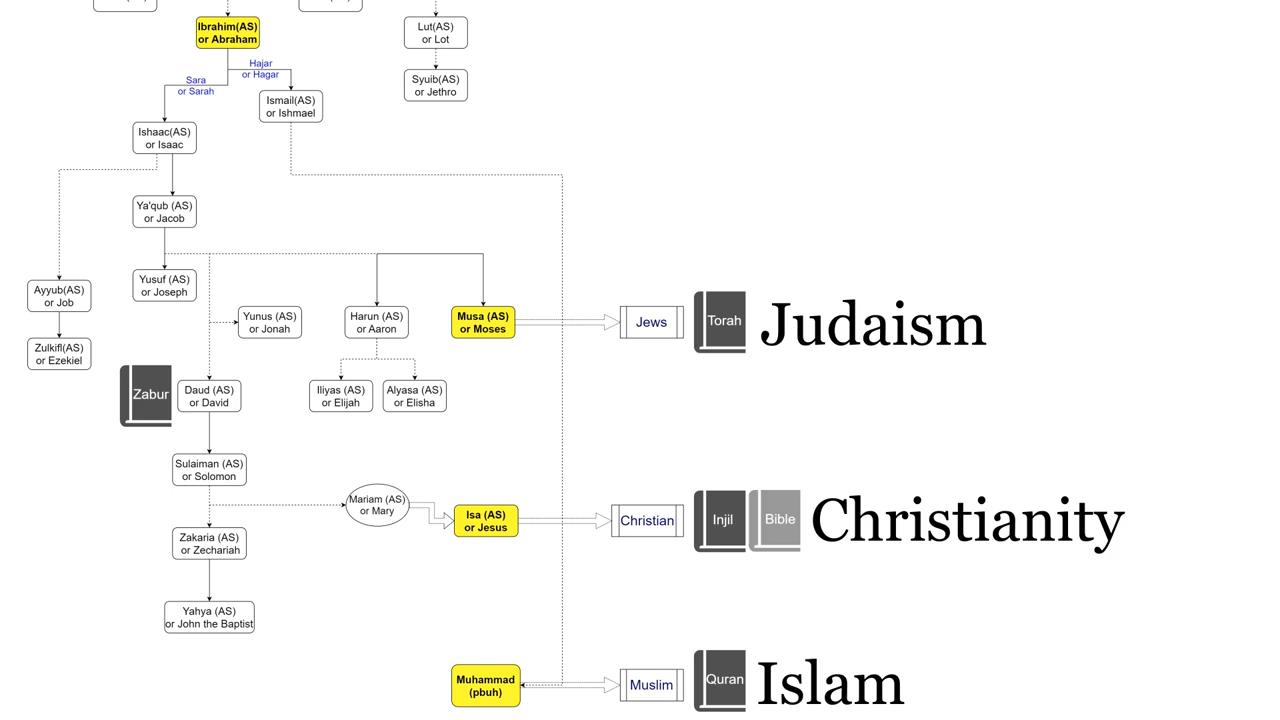 Ibrahim(AS)
or Abraham
Lut(AS)
or Lot
Hajar
or Hagar
Sara
or Sarah
Syuib(AS)
or Jethro
Ismail(AS)
or Ishmael
Ishaac(AS)
or Isaac
Ya'qub (AS)
or Jacob
Yusuf (AS)
or Joseph
Ayyub(AS)
or Job
Yunus (AS)
or Jonah
Harun (AS)
or Aaron
Musa (AS)
or Moses
Jews
Torah
Judaism
Zulkifl(AS)
or Ezekiel
Zabur
Daud (AS)
or David
Iliyas (AS)
or Elijah
Alyasa (AS)
or Elisha
Sulaiman (AS)
or Solomon
Mariam (AS)
or Mary
Isa (AS)
or Jesus
Christian
Injil
Bible
Christianity
Zakaria (AS)
or Zechariah
Yahya (AS)
or John the Baptist
Muhammad
(pbuh)
Muslim
Quran
Islam